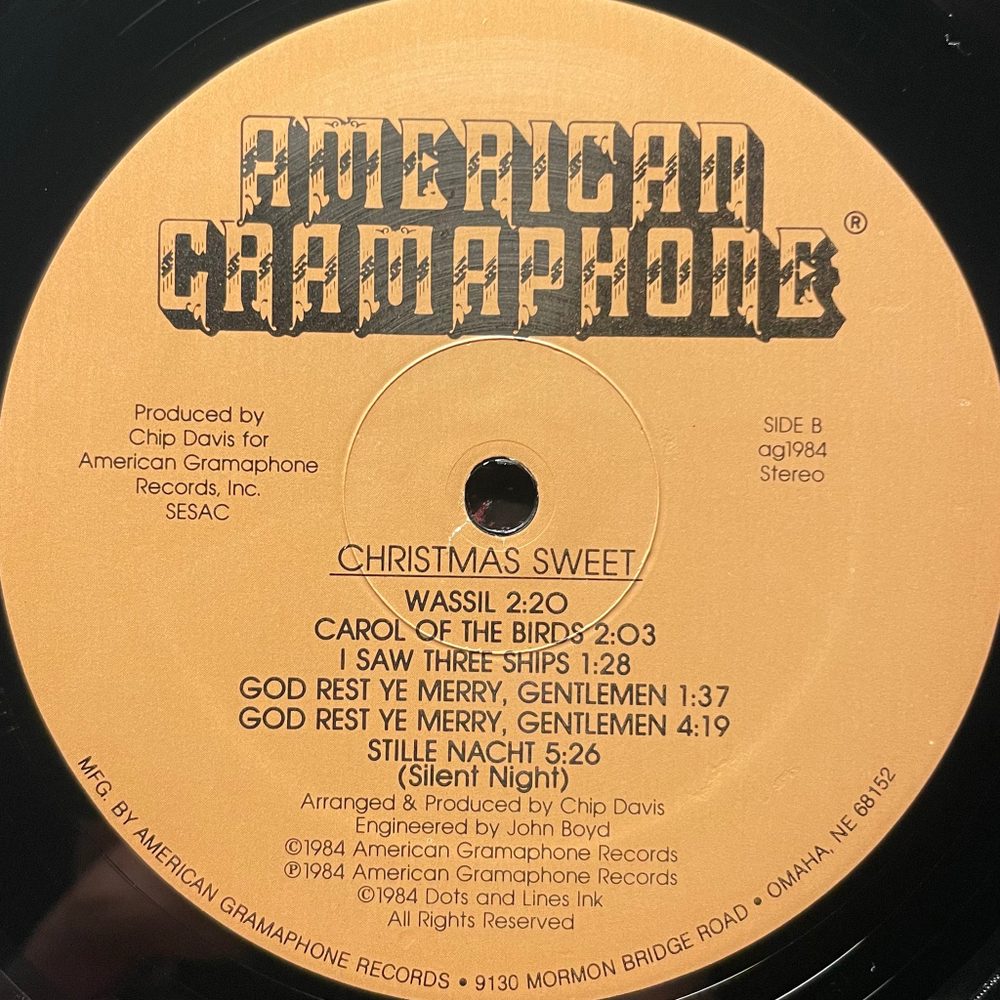 AMERICAN
GRAMAPHONE®
Produced by
Chip Davis for
American Gramaphone
Records, Inc.
SESAC
SIDE B
ag1984
Stereo
CHRISTMAS SWEET
WASSIL 2:20
CAROL OF THE BIRDS 2:03
I SAW THREE SHIPS 1:28
GOD REST YE MERRY, GENTLEMEN 1:37
GOD REST YE MERRY, GENTLEMEN 4:19
STILLE NACHT 5:26
(Silent Night)
Arranged & Produced by Chip Davis
Engineered by John Boyd
©1984 American Gramaphone Records
℗1984 American Gramaphone Records
©1984 Dots and Lines Ink
All Rights Reserved
MFG. BY AMERICAN GRAMAPHONE RECORDS • 9130 MORMON BRIDGE ROAD • OMAHA, NE 68152